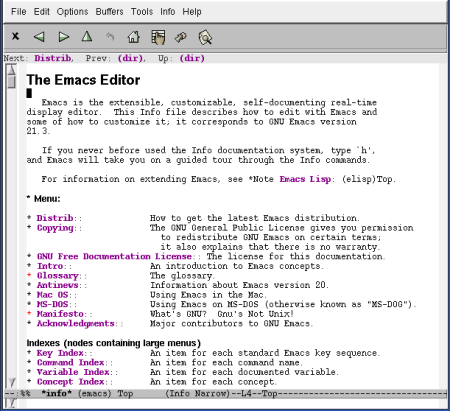 File Edit Options Buffers Tools Info Help
Next: Distrib, Prev: (dir), Up: (dir)
The Emacs Editor
Emacs is the extensible, customizable, self-documenting real-time
display editor. This Info file describes how to edit with Emacs and
some of how to customize it; it corresponds to GNU Emacs version
21.3.
If you never before used the Info documentation system, type `h',
and Emacs will take you on a guided tour through the Info commands.
For information on extending Emacs, see *Note Emacs Lisp: (elisp)Top.
* Menu:
* Distrib:: How to get the latest Emacs distribution.
* Copying:: The GNU General Public License gives you permission
to redistribute GNU Emacs on certain terms;
it also explains that there is no warranty.
* GNU Free Documentation License:: The license for this documentation.
* Intro:: An introduction to Emacs concepts.
* Glossary:: The glossary.
* Antinews:: Information about Emacs version 20.
* Mac OS:: Using Emacs in the Mac.
* MS-DOS:: Using Emacs on MS-DOS (otherwise known as "MS-DOG").
* Manifesto:: What's GNU? Gnu's Not Unix!
* Acknowledgments:: Major contributors to GNU Emacs.
Indexes (nodes containing large menus)
* Key Index:: An item for each standard Emacs key sequence.
* Command Index:: An item for each command name.
* Variable Index:: An item for each documented variable.
* Concept Index:: An item for each concept.
--:%% *info* (emacs) Top (Info Narrow)--L4--Top